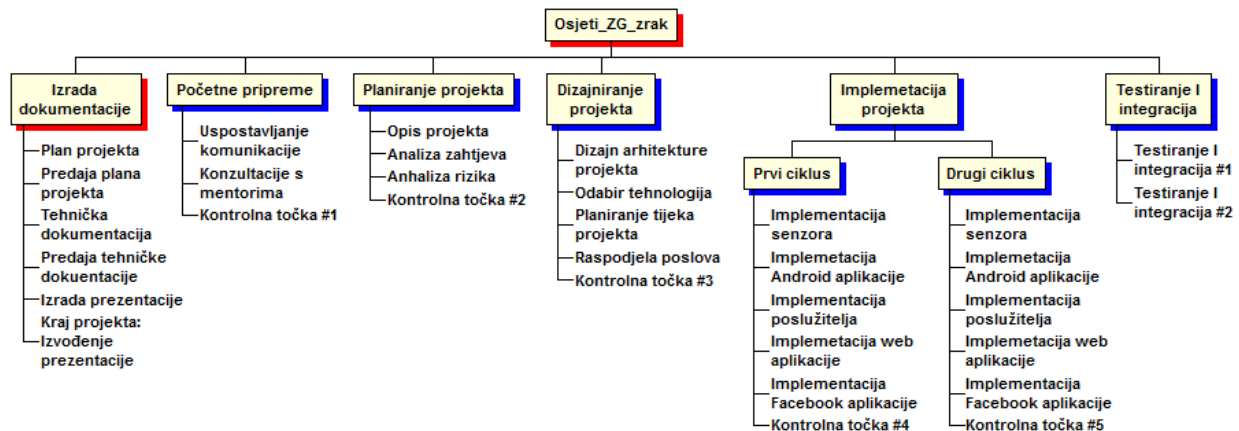 Osjeti_ZG_zrak
Izrada
dokumentacije
Plan projekta
Predaja plana
projekta
Tehnička
dokumentacija
Predaja tehničke
dokuentacije
Izrada prezentacije
Kraj projekta:
Izvođenje
prezentacije
Početne pripreme
Uspostavljanje
komunikacije
Konzultacije s
mentorima
Kontrolna točka #1
Planiranje projekta
Opis projekta
Analiza zahtjeva
Anhaliza rizika
Kontrolna točka #2
Dizajniranje
projekta
Dizajn arhitekture
projekta
Odabir tehnologija
Planiranje tijeka
projekta
Raspodjela poslova
Kontrolna točka #3
Implemetacija
projekta
Prvi ciklus
Implementacija
senzora
Implemetacija
Android aplikacije
Implementacija
poslužitelja
Implemetacija web
aplikacije
Implementacija
Facebook aplikacije
Kontrolna točka #4
Drugi ciklus
Implementacija
senzora
Implemetacija
Android aplikacije
Implementacija
poslužitelja
Implemetacija web
aplikacije
Implementacija
Facebook aplikacije
Kontrolna točka #5
Testiranje I
integracija
Testiranje I
integracija #1
Testiranje I
integracija #2